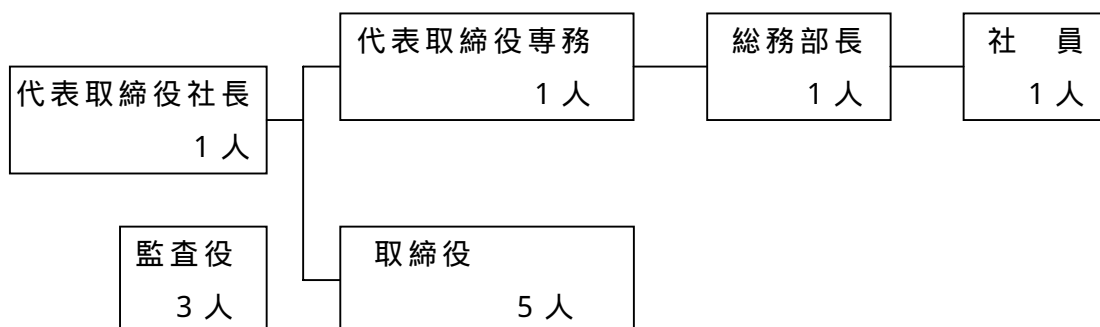 代表取締役社長
1人
代表取締役専務
1人
総務部長
1人
社　員
1人
監査役
3人
取締役
5人